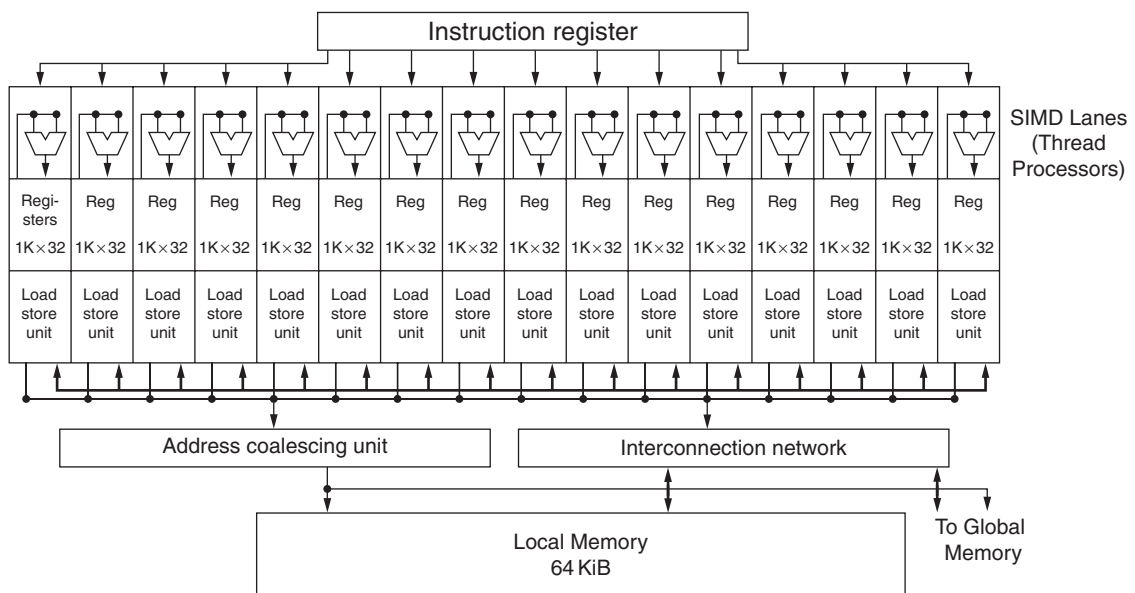 Instruction register
SIMD Lanes
(Thread
Processors)
Regi-
sters
Reg Reg Reg Reg Reg Reg Reg Reg Reg Reg Reg Reg Reg Reg Reg
1K×32 1K×32 1K×32 1K×32 1K×32 1K×32 1K×32 1K×32 1K×32 1K×32 1K×32 1K×32 1K×32 1K×32 1K×32 1K×32
Load Load Load Load Load Load Load Load Load Load Load Load Load Load Load Load
store store store store store store store store store store store store store store store store
unit unit unit unit unit unit unit unit unit unit unit unit unit unit unit unit
Address coalescing unit
Interconnection network
Local Memory
64 KiB
To Global
Memory